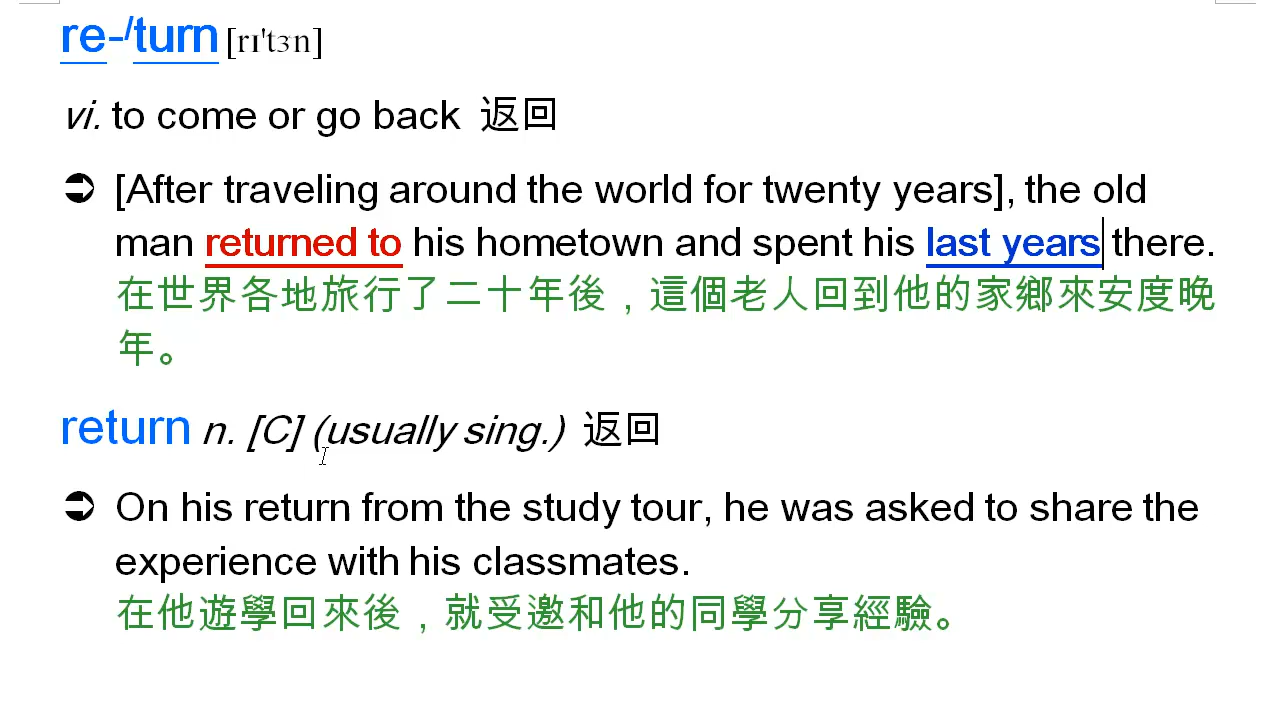 re-/turn [rɪ'tɜn]
vi. to come or go back 返回
➲ [After traveling around the world for twenty years], the old
man returned to his hometown and spent his last years there.
在世界各地旅行了二十年後，這個老人回到他的家鄉來安度晚
年。
return n. [C] (usually sing.) 返回
➲ On his return from the study tour, he was asked to share the
experience with his classmates.
在他遊學回來後，就受邀和他的同學分享經驗。